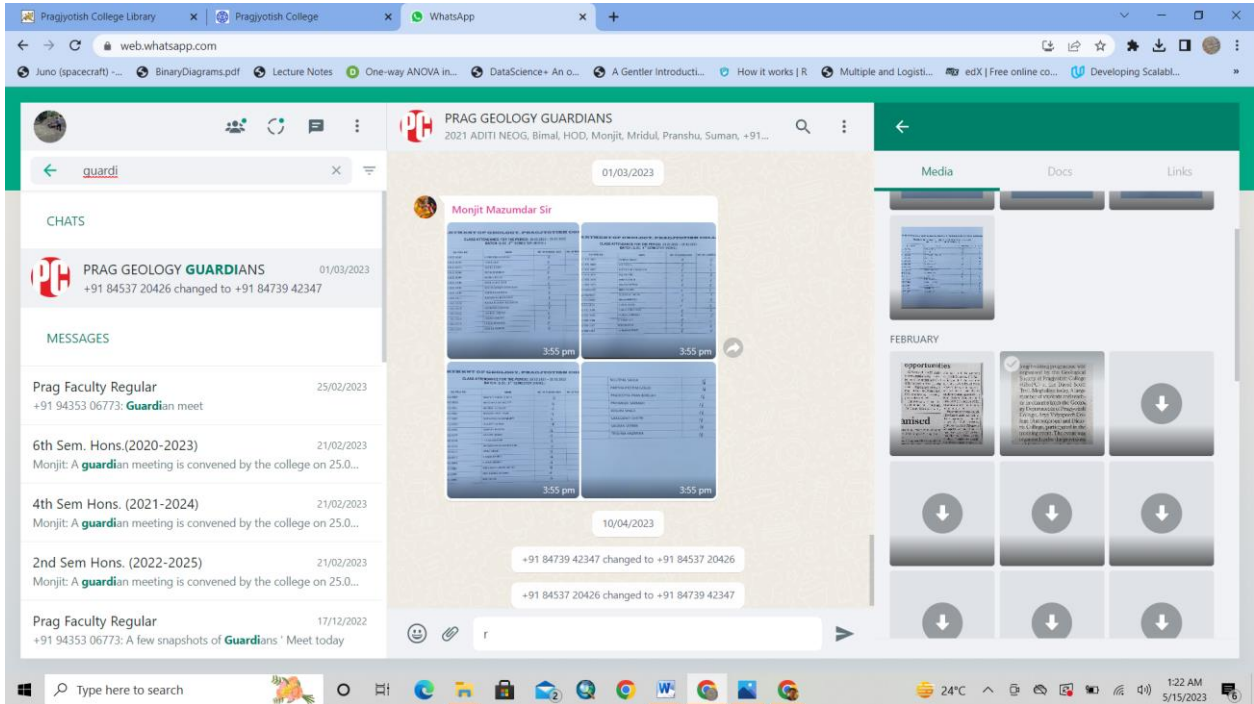 Pragjyotish College Library
Pragjyotish College
WhatsApp
web.whatsapp.com
Juno (spacecraft) -...
BinaryDiagrams.pdf
Lecture Notes
One-way ANOVA in...
DataScience+ An o...
A Gentler Introducti...
How it works | R
Multiple and Logisti...
edX | Free online co...
Developing Scalabl...
guardi
CHATS
PRAG GEOLOGY GUARDIANS 01/03/2023
+91 84537 20426 changed to +91 84739 42347
MESSAGES
Prag Faculty Regular 25/02/2023
+91 94353 06773: Guardian meet
6th Sem. Hons.(2020-2023) 21/02/2023
Monjit: A guardian meeting is convened by the college on 25.0...
4th Sem Hons. (2021-2024) 21/02/2023
Monjit: A guardian meeting is convened by the college on 25.0...
2nd Sem Hons. (2022-2025) 21/02/2023
Monjit: A guardian meeting is convened by the college on 25.0...
Prag Faculty Regular 17/12/2022
+91 94353 06773: A few snapshots of Guardians ' Meet today
PRAG GEOLOGY GUARDIANS
2021 ADITI NEOG, Bimal, HOD, Monjit, Mridul, Pranshu, Suman, +91...
01/03/2023
Monjit Mazumdar Sir
3:55 pm
3:55 pm
3:55 pm
3:55 pm
10/04/2023
+91 84739 42347 changed to +91 84537 20426
+91 84537 20426 changed to +91 84739 42347
r
Media
Docs
Links
FEBRUARY
opportunities
Type here to search
24°C
1:22 AM
5/15/2023